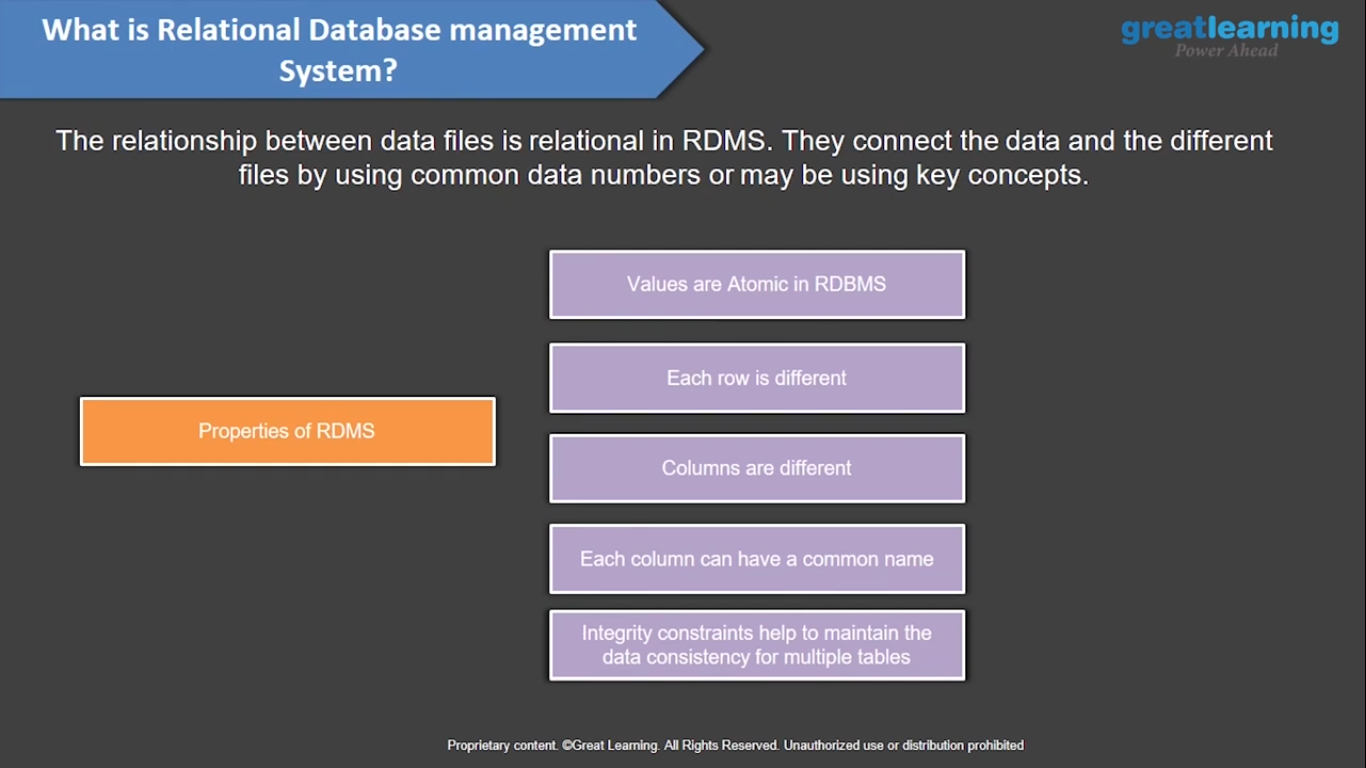 What is Relational Database management
System?
greatlearning
Power Ahead
The relationship between data files is relational in RDMS. They connect the data and the different
files by using common data numbers or may be using key concepts.
Values are Atomic in RDBMS
Each row is different
Properties of RDMS
Columns are different
Each column can have a common name
Integrity constraints help to maintain the
data consistency for multiple tables
Proprietary content. ©Great Learning. All Rights Reserved. Unauthorized use or distribution prohibited